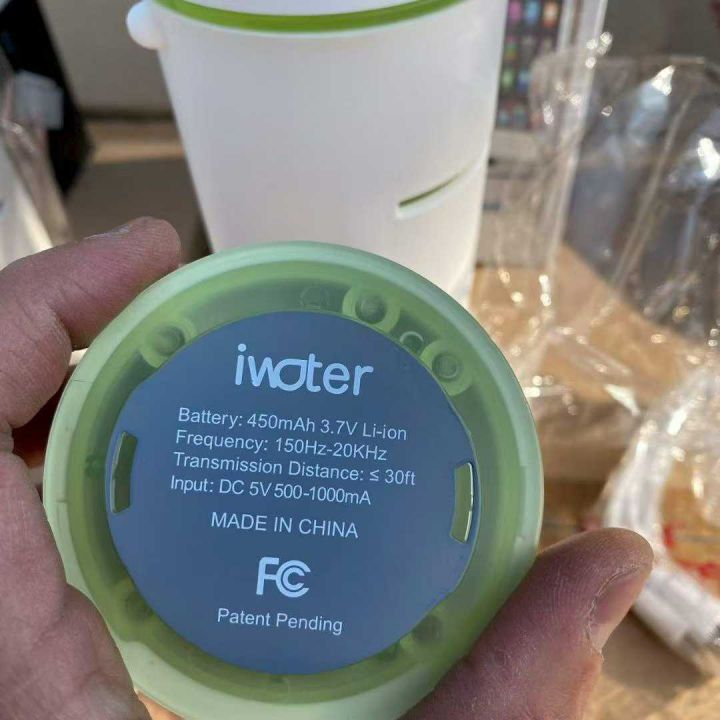 iwater
Battery: 450mAh 3.7V Li-ion
Frequency: 150Hz-20KHz
Transmission Distance: ≤ 30ft
Input: DC 5V 500-1000mA
MADE IN CHINA
FC
Patent Pending